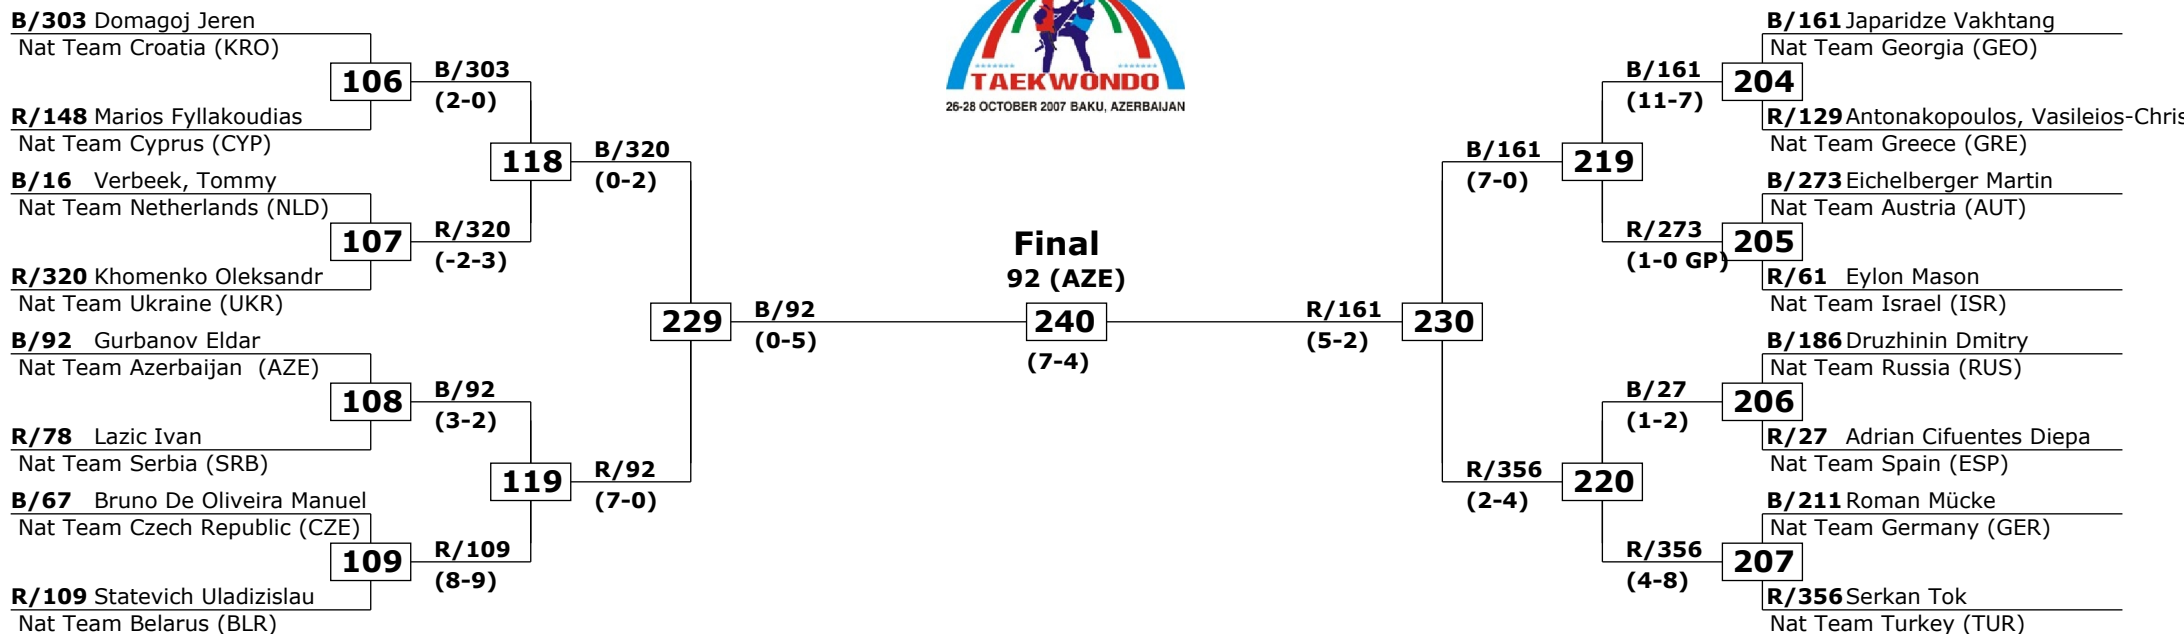 TAEKWONDO
26-28 OCTOBER 2007 BAKU, AZERBAIJAN
B/303 Domagoj Jeren
Nat Team Croatia (KRO)
106
R/148 Marios Fyllakoudias
Nat Team Cyprus (CYP)
B/16 Verbeek, Tommy
Nat Team Netherlands (NLD)
107
R/320 Khomenko Oleksandr
Nat Team Ukraine (UKR)
B/92 Gurbanov Eldar
Nat Team Azerbaijan (AZE)
108
R/78 Lazic Ivan
Nat Team Serbia (SRB)
B/67 Bruno De Oliveira Manuel
Nat Team Czech Republic (CZE)
109
R/109 Statevich Uladizislau
Nat Team Belarus (BLR)
B/303
(2-0)
118
R/320
(-2-3)
B/92
(3-2)
119
R/109
(8-9)
B/320
(0-2)
229
R/92
(7-0)
B/92
(0-5)
Final
92 (AZE)
240
(7-4)
R/161
(5-2)
230
B/161
(7-0)
R/356
(2-4)
219
220
B/161
(11-7)
R/273
(1-0 GP)
B/27
(1-2)
R/356
(4-8)
B/161 Japaridze Vakhtang
Nat Team Georgia (GEO)
204
R/129 Antonakopoulos, Vasileios-Chris
Nat Team Greece (GRE)
B/273 Eichelberger Martin
Nat Team Austria (AUT)
205
R/61 Eylon Mason
Nat Team Israel (ISR)
B/186 Druzhinin Dmitry
Nat Team Russia (RUS)
206
R/27 Adrian Cifuentes Diepa
Nat Team Spain (ESP)
B/211 Roman Mücke
Nat Team Germany (GER)
207
R/356 Serkan Tok
Nat Team Turkey (TUR)